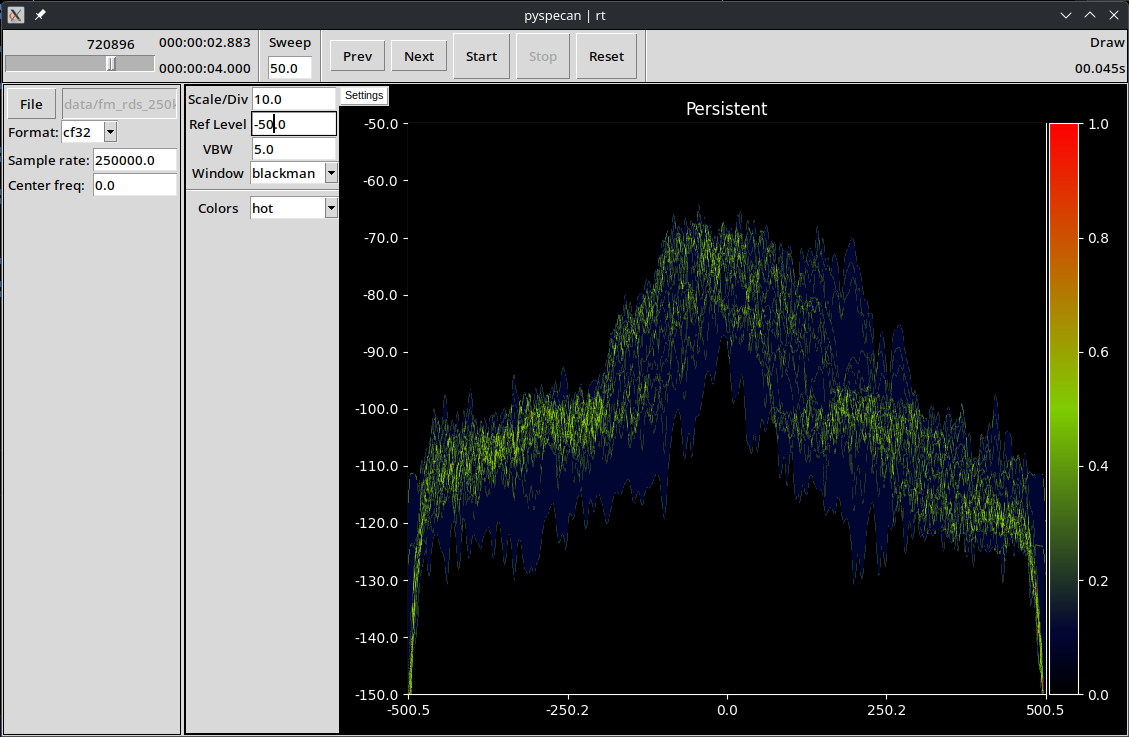 pyspecan | rt
720896
000:00:02.883
000:00:04.000
Sweep
50.0
Prev
Next
Start
Stop
Reset
Draw
00.045s
File
data/fm_rds_250k
Format:
cf32
Sample rate:
250000.0
Center freq:
0.0
Scale/Div
10.0
Ref Level
-50.0
VBW
5.0
Window
blackman
Colors
hot
Settings
Persistent
-50.0
-60.0
-70.0
-80.0
-90.0
-100.0
-110.0
-120.0
-130.0
-140.0
-150.0
-500.5
-250.2
0.0
250.2
500.5
1.0
0.8
0.6
0.4
0.2
0.0